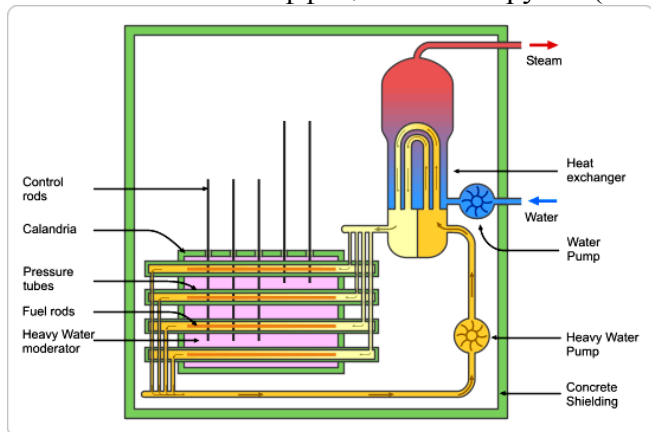 Steam
Control
rods
Heat
exchanger
Calandria
Water
Water
Pump
Pressure
tubes
Fuel rods
Heavy Water
moderator
Heavy Water
Pump
Concrete
Shielding